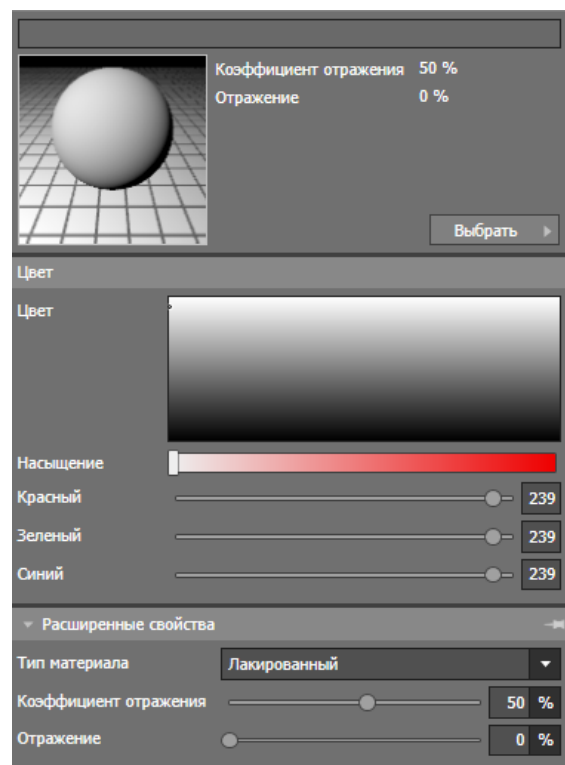 Коэффициент отражения 50 %
Отражение 0 %
Выбрать
Цвет
Цвет
Насыщение
Красный 239
Зеленый 239
Синий 239
Расширенные свойства
Тип материала Лакированный
Коэффициент отражения 50 %
Отражение 0 %